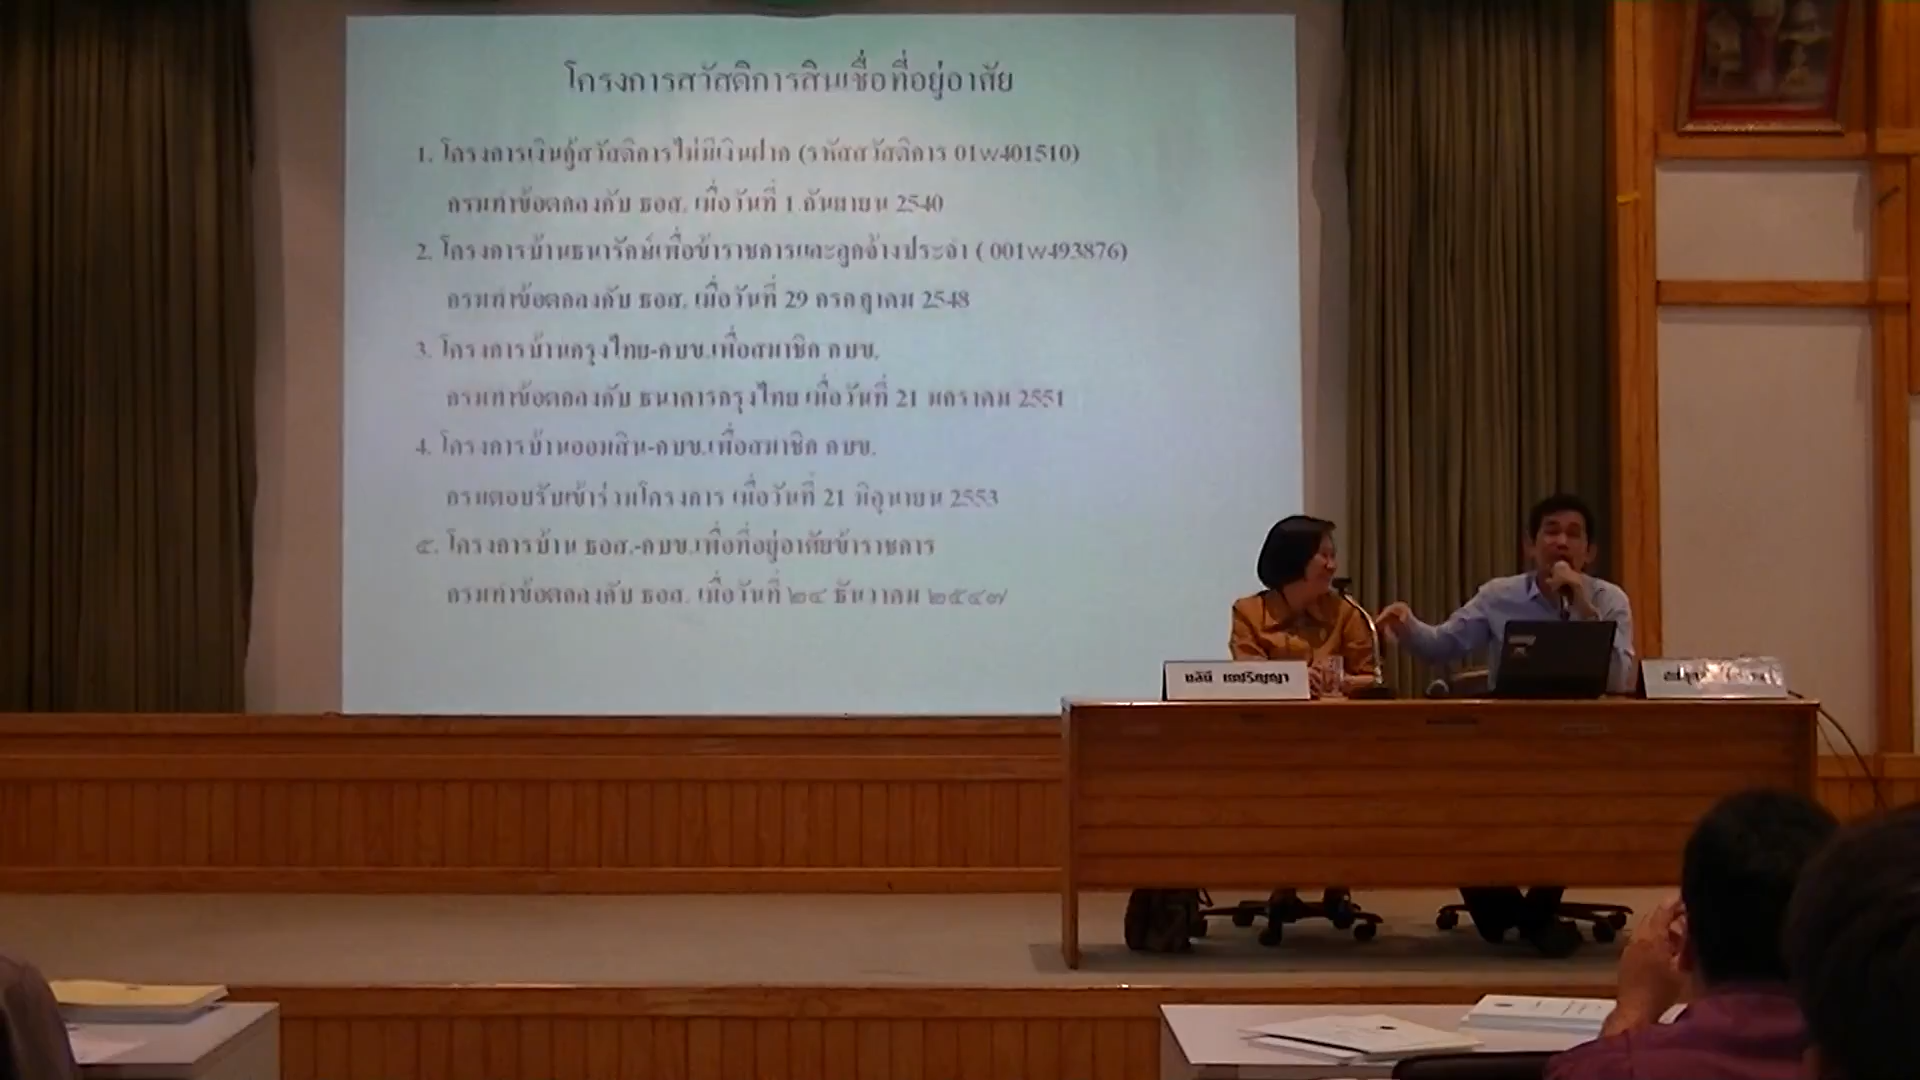 โครงการสวัสดิการสินเชื่อที่อยู่อาศัย
1. โครงการเงินกู้สวัสดิการไม่มีเงินฝาก (รหัสสวัสดิการ 01w401510)
กรมทำข้อตกลงกับ ธอส. เมื่อวันที่ 1 กันยายน 2540
2. โครงการบ้านธนารักษ์เพื่อข้าราชการและลูกจ้างประจำ ( 001w493876)
กรมทำข้อตกลงกับ ธอส. เมื่อวันที่ 29 กรกฎาคม 2548
3. โครงการบ้านกรุงไทย-กบข.เพื่อสมาชิก กบข.
กรมทำข้อตกลงกับ ธนาคารกรุงไทย เมื่อวันที่ 21 มกราคม 2551
4. โครงการบ้านออมสิน-กบข.เพื่อสมาชิก กบข.
กรมตอบรับเข้าร่วมโครงการ เมื่อวันที่ 21 มิถุนายน 2553
๕. โครงการบ้าน ธอส.-กบข.เพื่อที่อยู่อาศัยข้าราชการ
กรมทำข้อตกลงกับ ธอส. เมื่อวันที่ ๒๔ ธันวาคม ๒๕๔๗